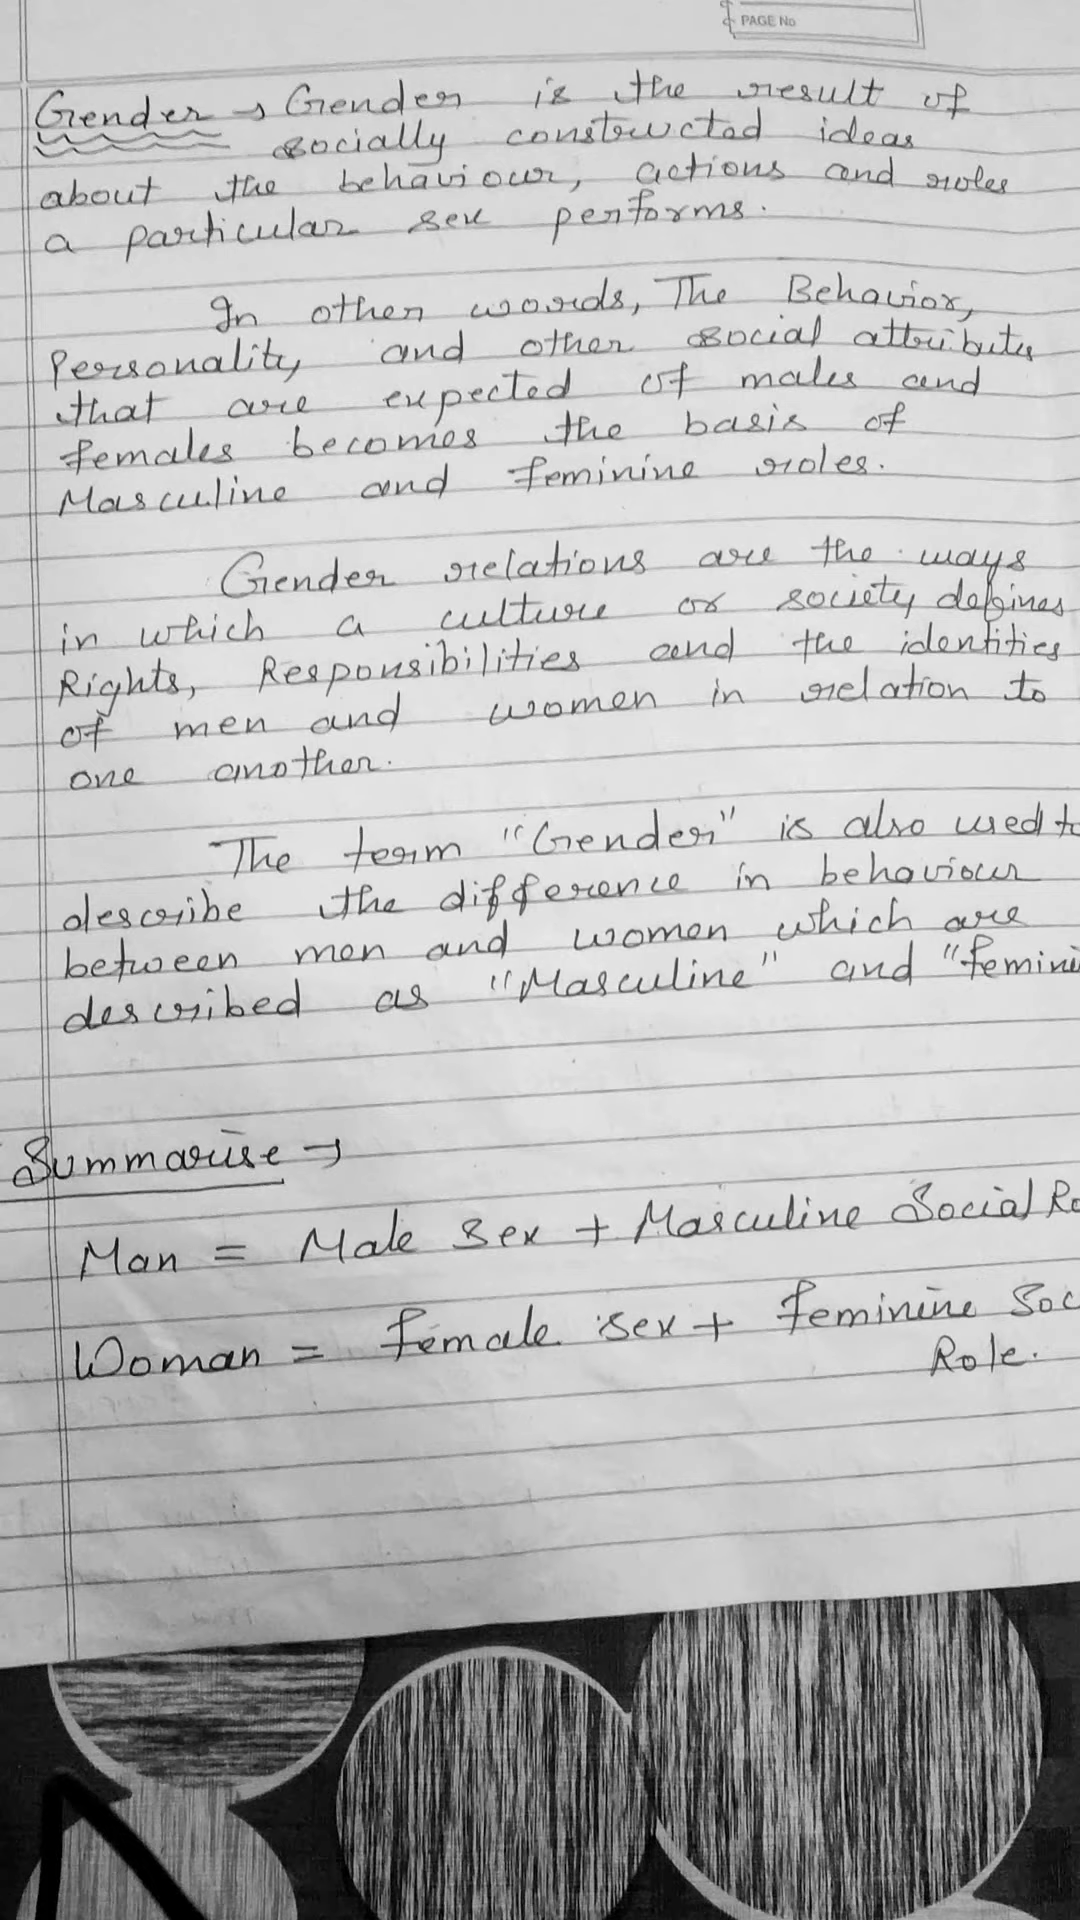 PAGE No
Gender → Gender is the result of
socially constructed ideas
about the behaviour, actions and roles
a particular sex performs.
In other words, The Behavior,
Personality and other social attributes
that are expected of males and
females becomes the basis of
Masculine and feminine roles.
Gender relations are the ways
in which a culture or society defines
Rights, Responsibilities and the identities
of men and women in relation to
one another.
The term "Gender" is also used to
describe the difference in behaviour
between men and women which are
described as "Masculine" and "femini
Summarise →
Man = Male Sex + Masculine Social Ro
Woman = female sex + feminine Soc
Role.